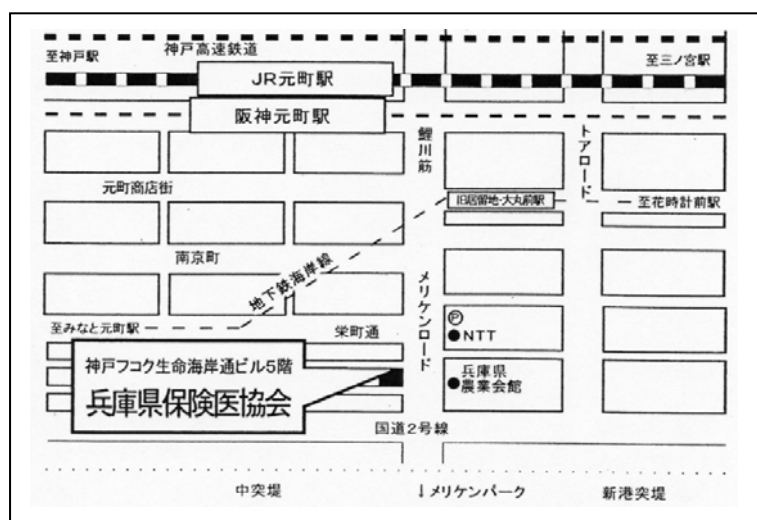 神戸高速鉄道
至神戸駅
至三ノ宮駅
JR元町駅
阪神元町駅
鯉川筋
トアロード
元町商店街
旧居留地・大丸前駅
至花時計前駅
南京町
地下鉄海岸線
メリケンロード
至みなと元町駅
栄町通
Ⓟ
●NTT
神戸フコク生命海岸通ビル5階
兵庫県保険医協会
●兵庫県
農業会館
国道2号線
中突堤
↓メリケンパーク
新港突堤